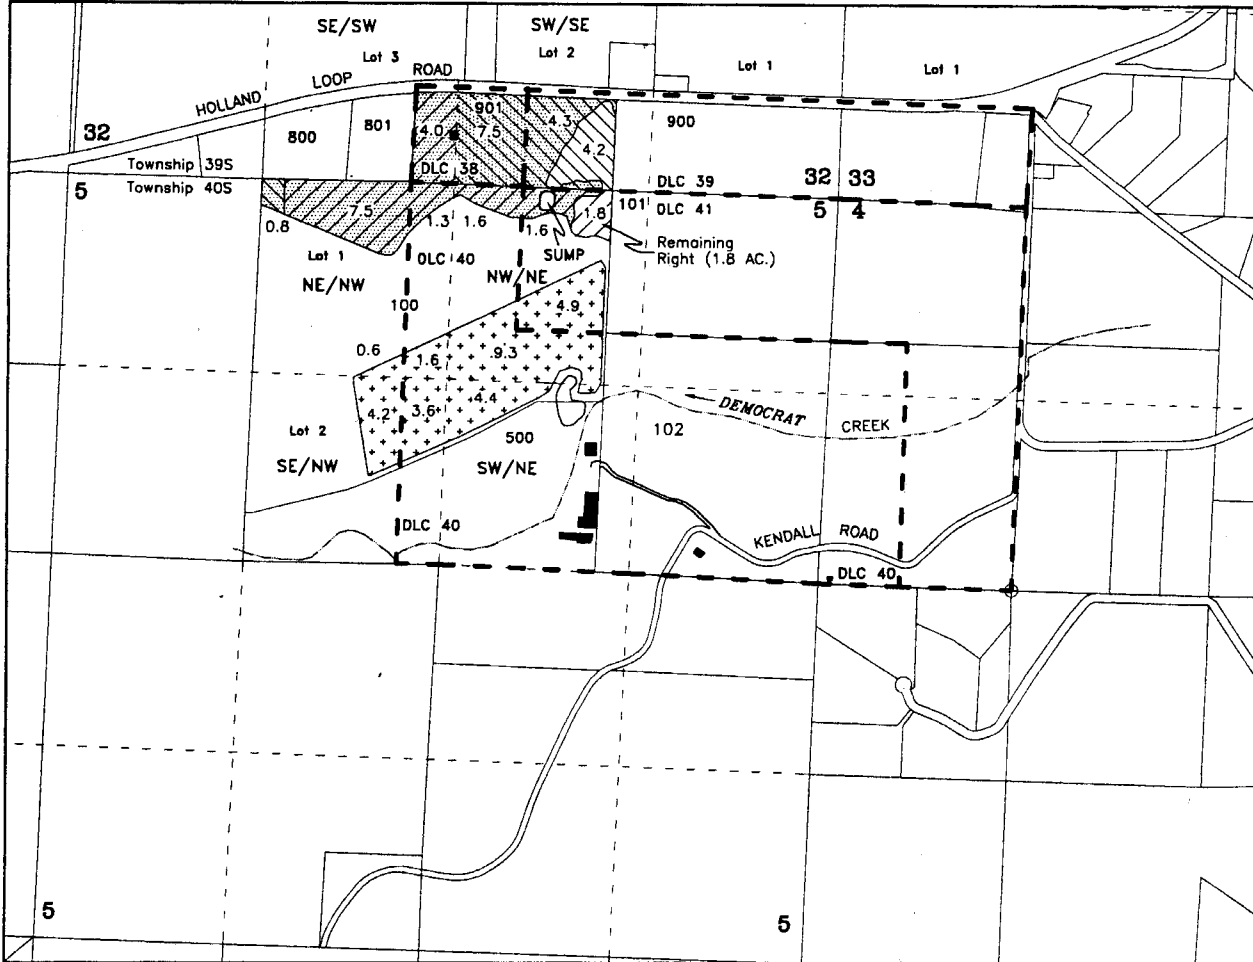 SE/SW
SW/SE
Lot 3
Lot 2
Lot 1
Lot 1
HOLLAND LOOP ROAD
32
800
801
901
4.0
7.5
4.3
4.2
900
DLC 38
Township 39S
Township 40S
5
DLC 39
DLC 41
32 33
5 4
101
7.5
0.8
1.3
1.6
1.6
1.8
SUMP
Remaining
Right (1.8 AC.)
Lot 1
NE/NW
DLC 40
NW/NE
100
4.9
0.6
1.6
9.3
4.2
3.6
4.4
DEMOCRAT CREEK
Lot 2
SE/NW
500
SW/NE
102
DLC 40
KENDALL ROAD
DLC 40
5
5